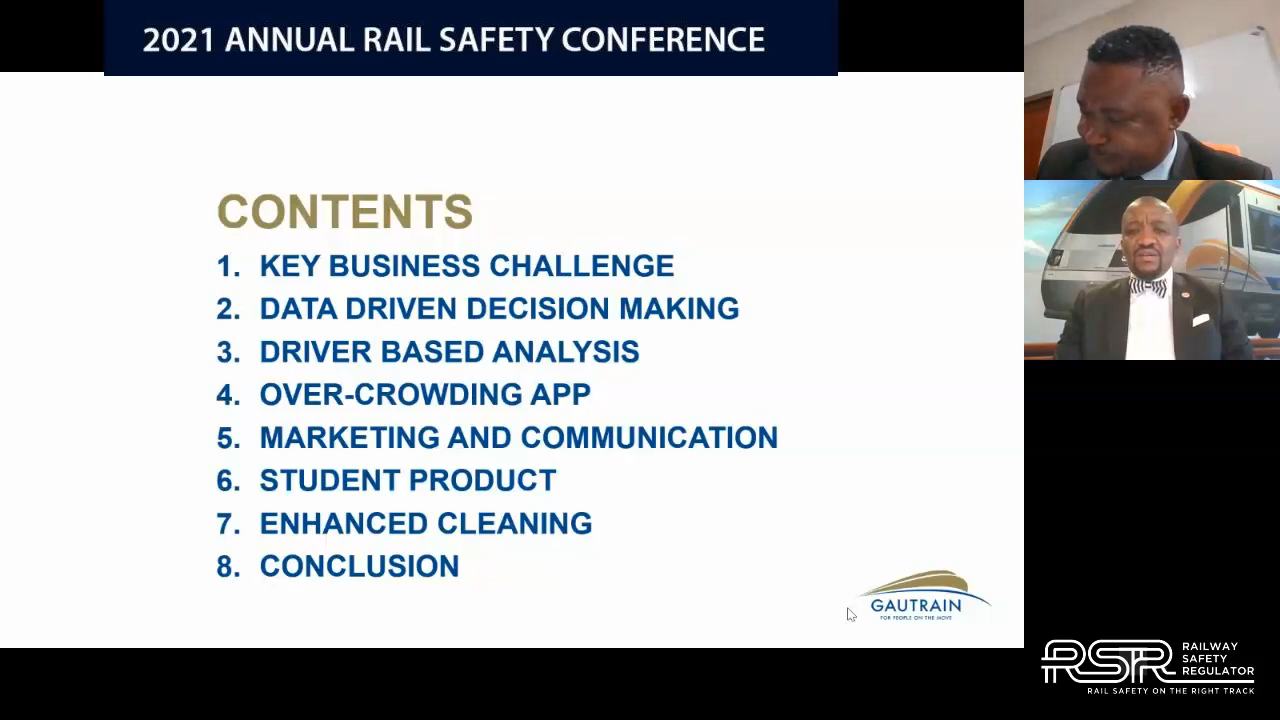 2021 ANNUAL RAIL SAFETY CONFERENCE
CONTENTS
1. KEY BUSINESS CHALLENGE
2. DATA DRIVEN DECISION MAKING
3. DRIVER BASED ANALYSIS
4. OVER-CROWDING APP
5. MARKETING AND COMMUNICATION
6. STUDENT PRODUCT
7. ENHANCED CLEANING
8. CONCLUSION
GAUTRAIN
FOR PEOPLE ON THE MOVE
RSR
RAILWAY
SAFETY
REGULATOR
RAIL SAFETY ON THE RIGHT TRACK